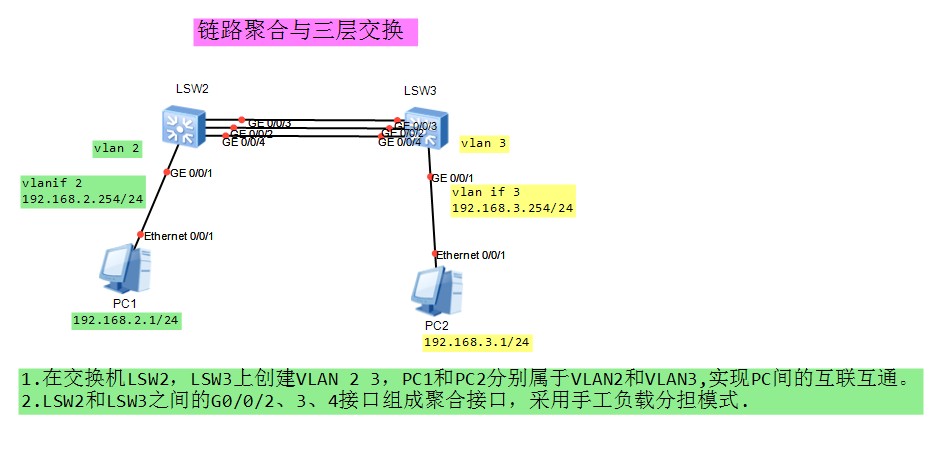 链路聚合与三层交换
LSW2
LSW3
GE 0/0/3
GE 0/0/3
GE 0/0/2
GE 0/0/2
GE 0/0/4
GE 0/0/4
vlan 2
vlan 3
GE 0/0/1
GE 0/0/1
vlanif 2
192.168.2.254/24
vlan if 3
192.168.3.254/24
Ethernet 0/0/1
Ethernet 0/0/1
PC1
192.168.2.1/24
PC2
192.168.3.1/24
1.在交换机LSW2，LSW3上创建VLAN 2 3，PC1和PC2分别属于VLAN2和VLAN3,实现PC间的互联互通。
2.LSW2和LSW3之间的G0/0/2、3、4接口组成聚合接口，采用手工负载分担模式.